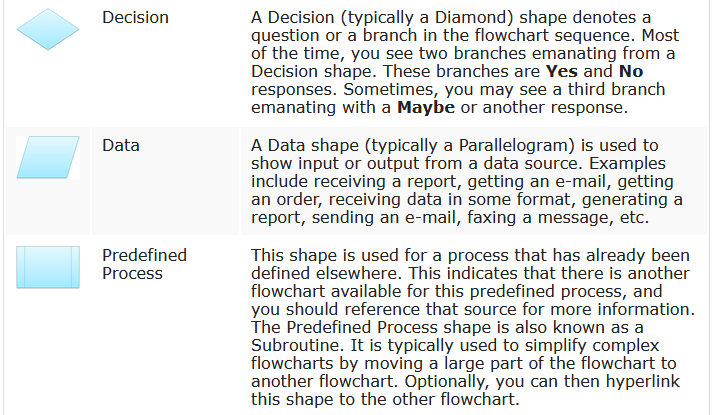 Decision
A Decision (typically a Diamond) shape denotes a
question or a branch in the flowchart sequence. Most
of the time, you see two branches emanating from a
Decision shape. These branches are Yes and No
responses. Sometimes, you may see a third branch
emanating with a Maybe or another response.
Data
A Data shape (typically a Parallelogram) is used to
show input or output from a data source. Examples
include receiving a report, getting an e-mail, getting
an order, receiving data in some format, generating a
report, sending an e-mail, faxing a message, etc.
Predefined
Process
This shape is used for a process that has already been
defined elsewhere. This indicates that there is another
flowchart available for this predefined process, and
you should reference that source for more information.
The Predefined Process shape is also known as a
Subroutine. It is typically used to simplify complex
flowcharts by moving a large part of the flowchart to
another flowchart. Optionally, you can then hyperlink
this shape to the other flowchart.